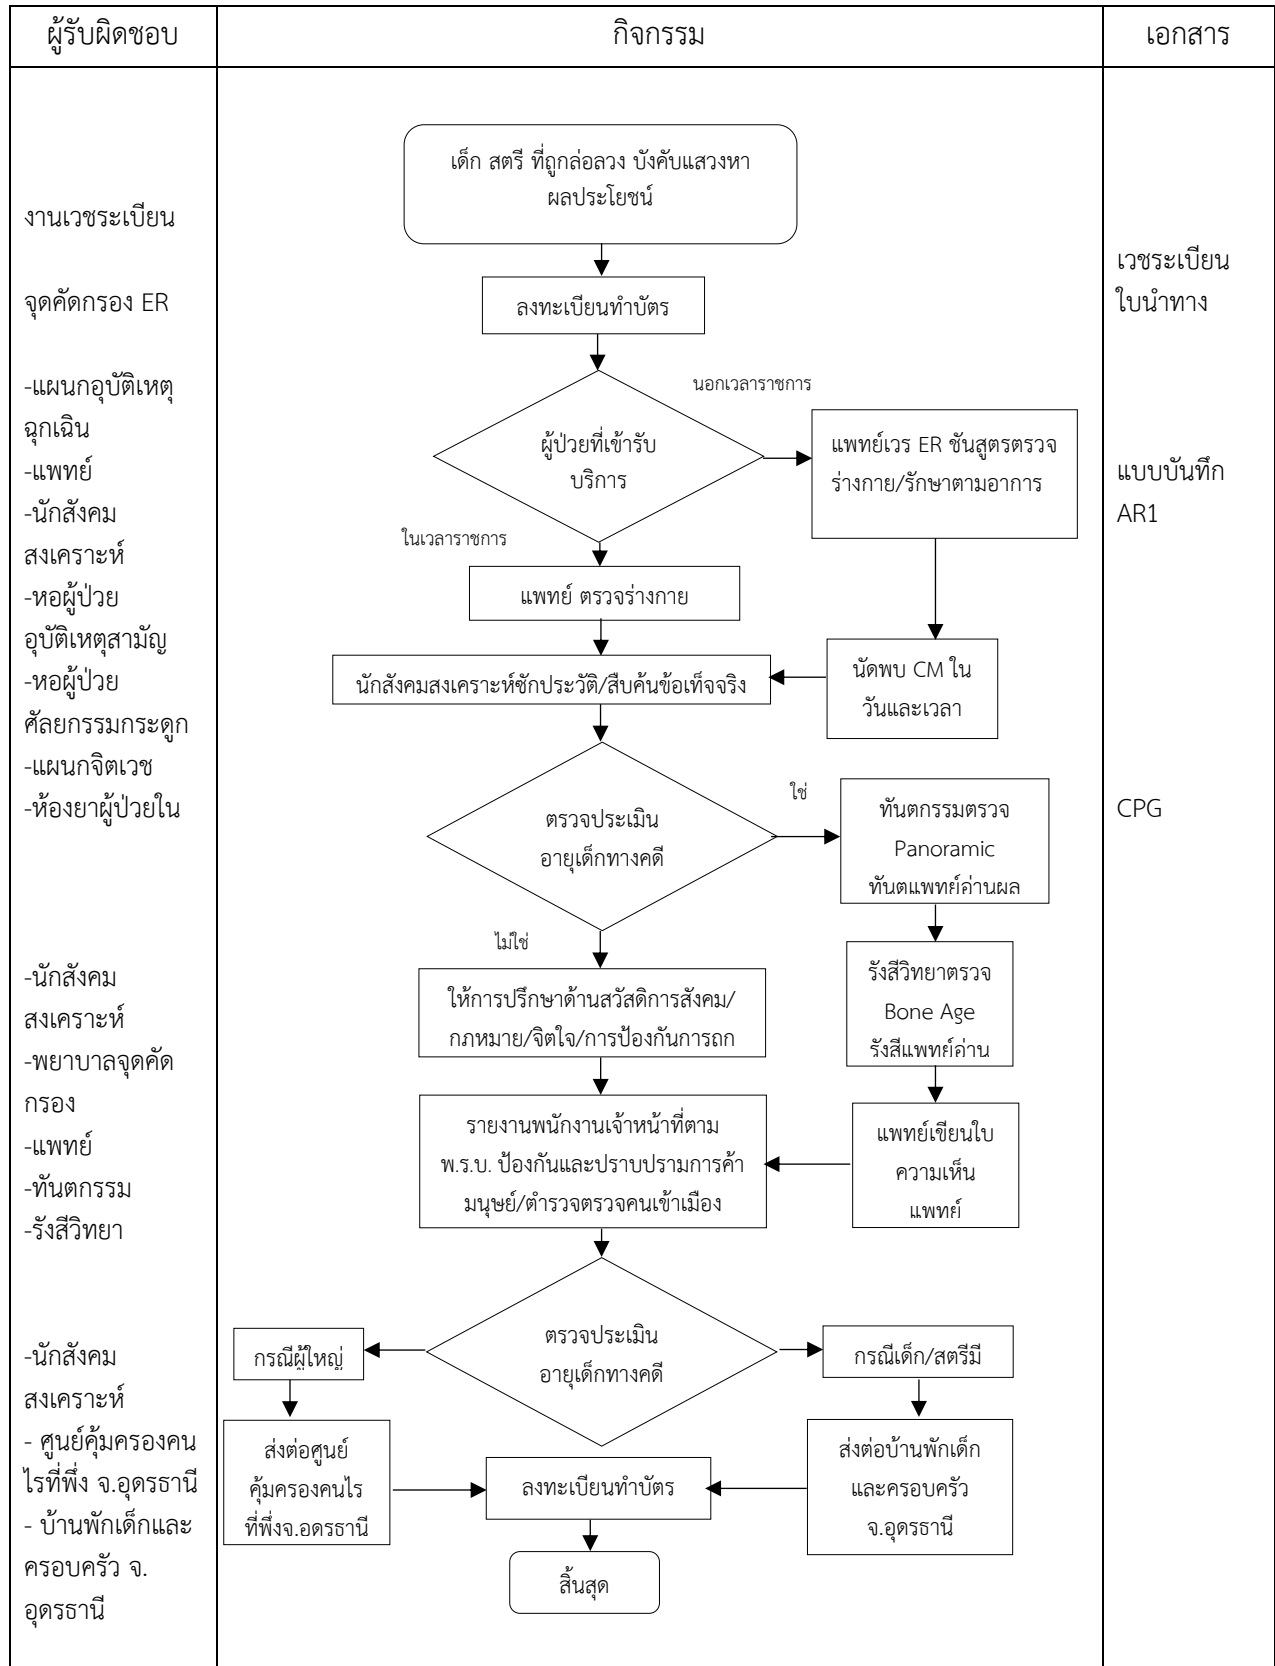 ผู้รับผิดชอบ
กิจกรรม
เอกสาร
งานเวชระเบียน
จุดคัดกรอง ER
-แผนกอุบัติเหตุ
ฉุกเฉิน
-แพทย์
-นักสังคม
สงเคราะห์
-หอผู้ป่วย
อุบัติเหตุสามัญ
-หอผู้ป่วย
ศัลยกรรมกระดูก
-แผนกจิตเวช
-ห้องยาผู้ป่วยใน
-นักสังคม
สงเคราะห์
-พยาบาลจุดคัด
กรอง
-แพทย์
-ทันตกรรม
-รังสีวิทยา
-นักสังคม
สงเคราะห์
- ศูนย์คุ้มครองคน
ไรที่พึ่ง จ.อุดรธานี
- บ้านพักเด็กและ
ครอบครัว จ.
อุดรธานี
เด็ก สตรี ที่ถูกล่อลวง บังคับแสวงหา
ผลประโยชน์
ลงทะเบียนทำบัตร
ผู้ป่วยที่เข้ารับ
บริการ
นอกเวลาราชการ
แพทย์เวร ER ชันสูตรตรวจ
ร่างกาย/รักษาตามอาการ
ในเวลาราชการ
แพทย์ ตรวจร่างกาย
นักสังคมสงเคราะห์ซักประวัติ/สืบค้นข้อเท็จจริง
นัดพบ CM ใน
วันและเวลา
ตรวจประเมิน
อายุเด็กทางคดี
ใช่
ทันตกรรมตรวจ
Panoramic
ทันตแพทย์อ่านผล
ไม่ใช่
รังสีวิทยาตรวจ
Bone Age
รังสีแพทย์อ่าน
ให้การปรึกษาด้านสวัสดิการสังคม/
กภหมาย/จิตใจ/การป้องกันการถก
รายงานพนักงานเจ้าหน้าที่ตาม
พ.ร.บ. ป้องกันและปราบปรามการค้า
มนุษย์/ตำรวจตรวจคนเข้าเมือง
แพทย์เขียนใบ
ความเห็น
แพทย์
ตรวจประเมิน
อายุเด็กทางคดี
กรณีผู้ใหญ่
กรณีเด็ก/สตรีมี
ส่งต่อศูนย์
คุ้มครองคนไร
ที่พึ่งจ.อดรธานี
ลงทะเบียนทำบัตร
ส่งต่อบ้านพักเด็ก
และครอบครัว
จ.อุดรธานี
สิ้นสุด
เวชระเบียน
ใบนำทาง
แบบบันทึก
AR1
CPG